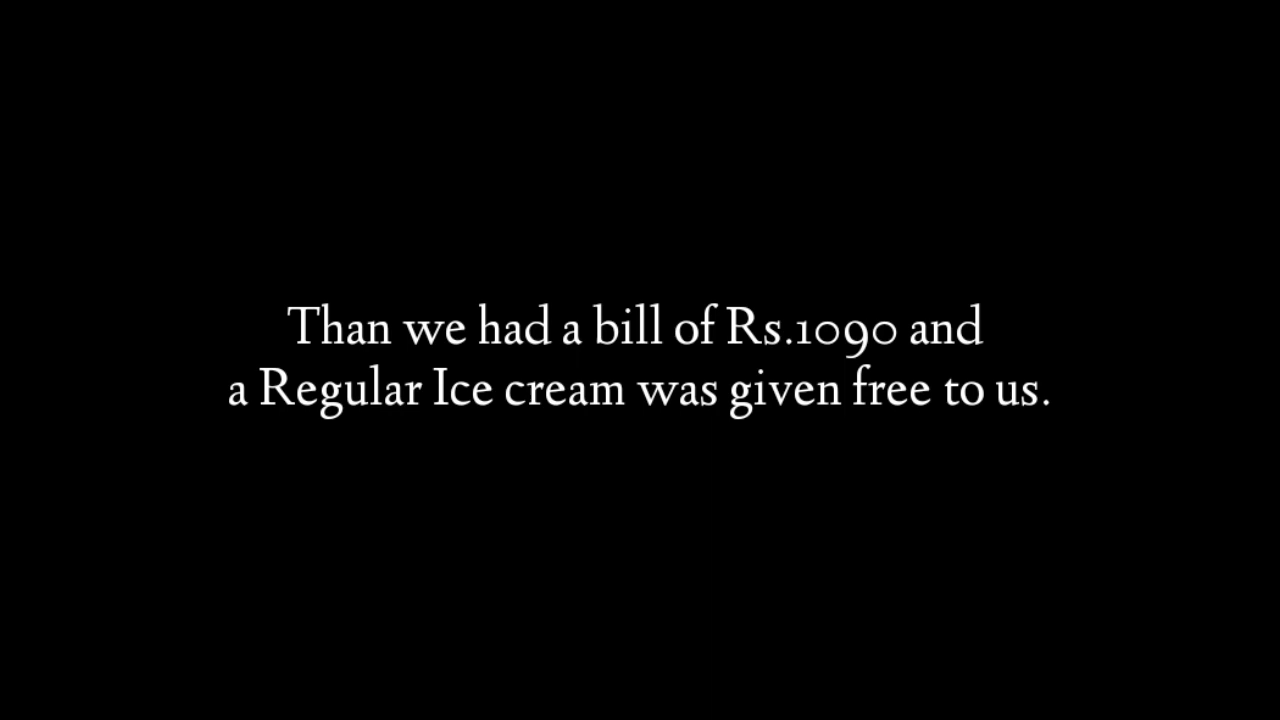 Than we had a bill of Rs.1090 and
a Regular Ice cream was given free to us.